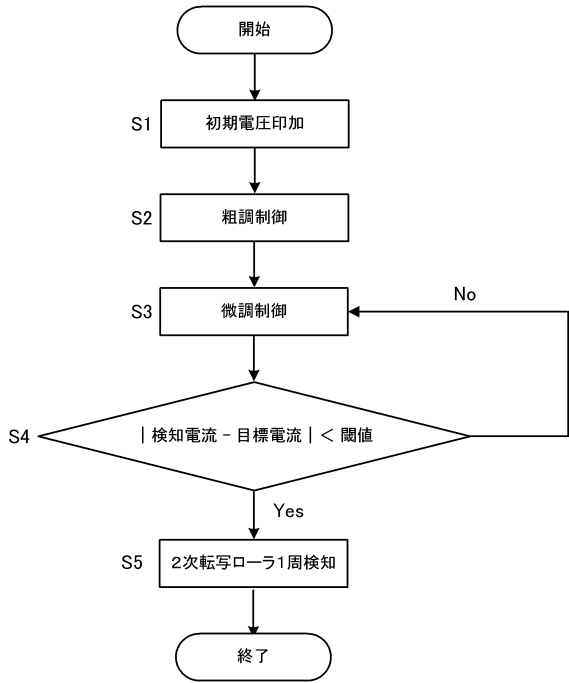 開始
S1
初期電圧印加
S2
粗調制御
S3
微調制御
No
S4
|検知電流－目標電流|＜閾値
Yes
S5
２次転写ローラ1周検知
終了